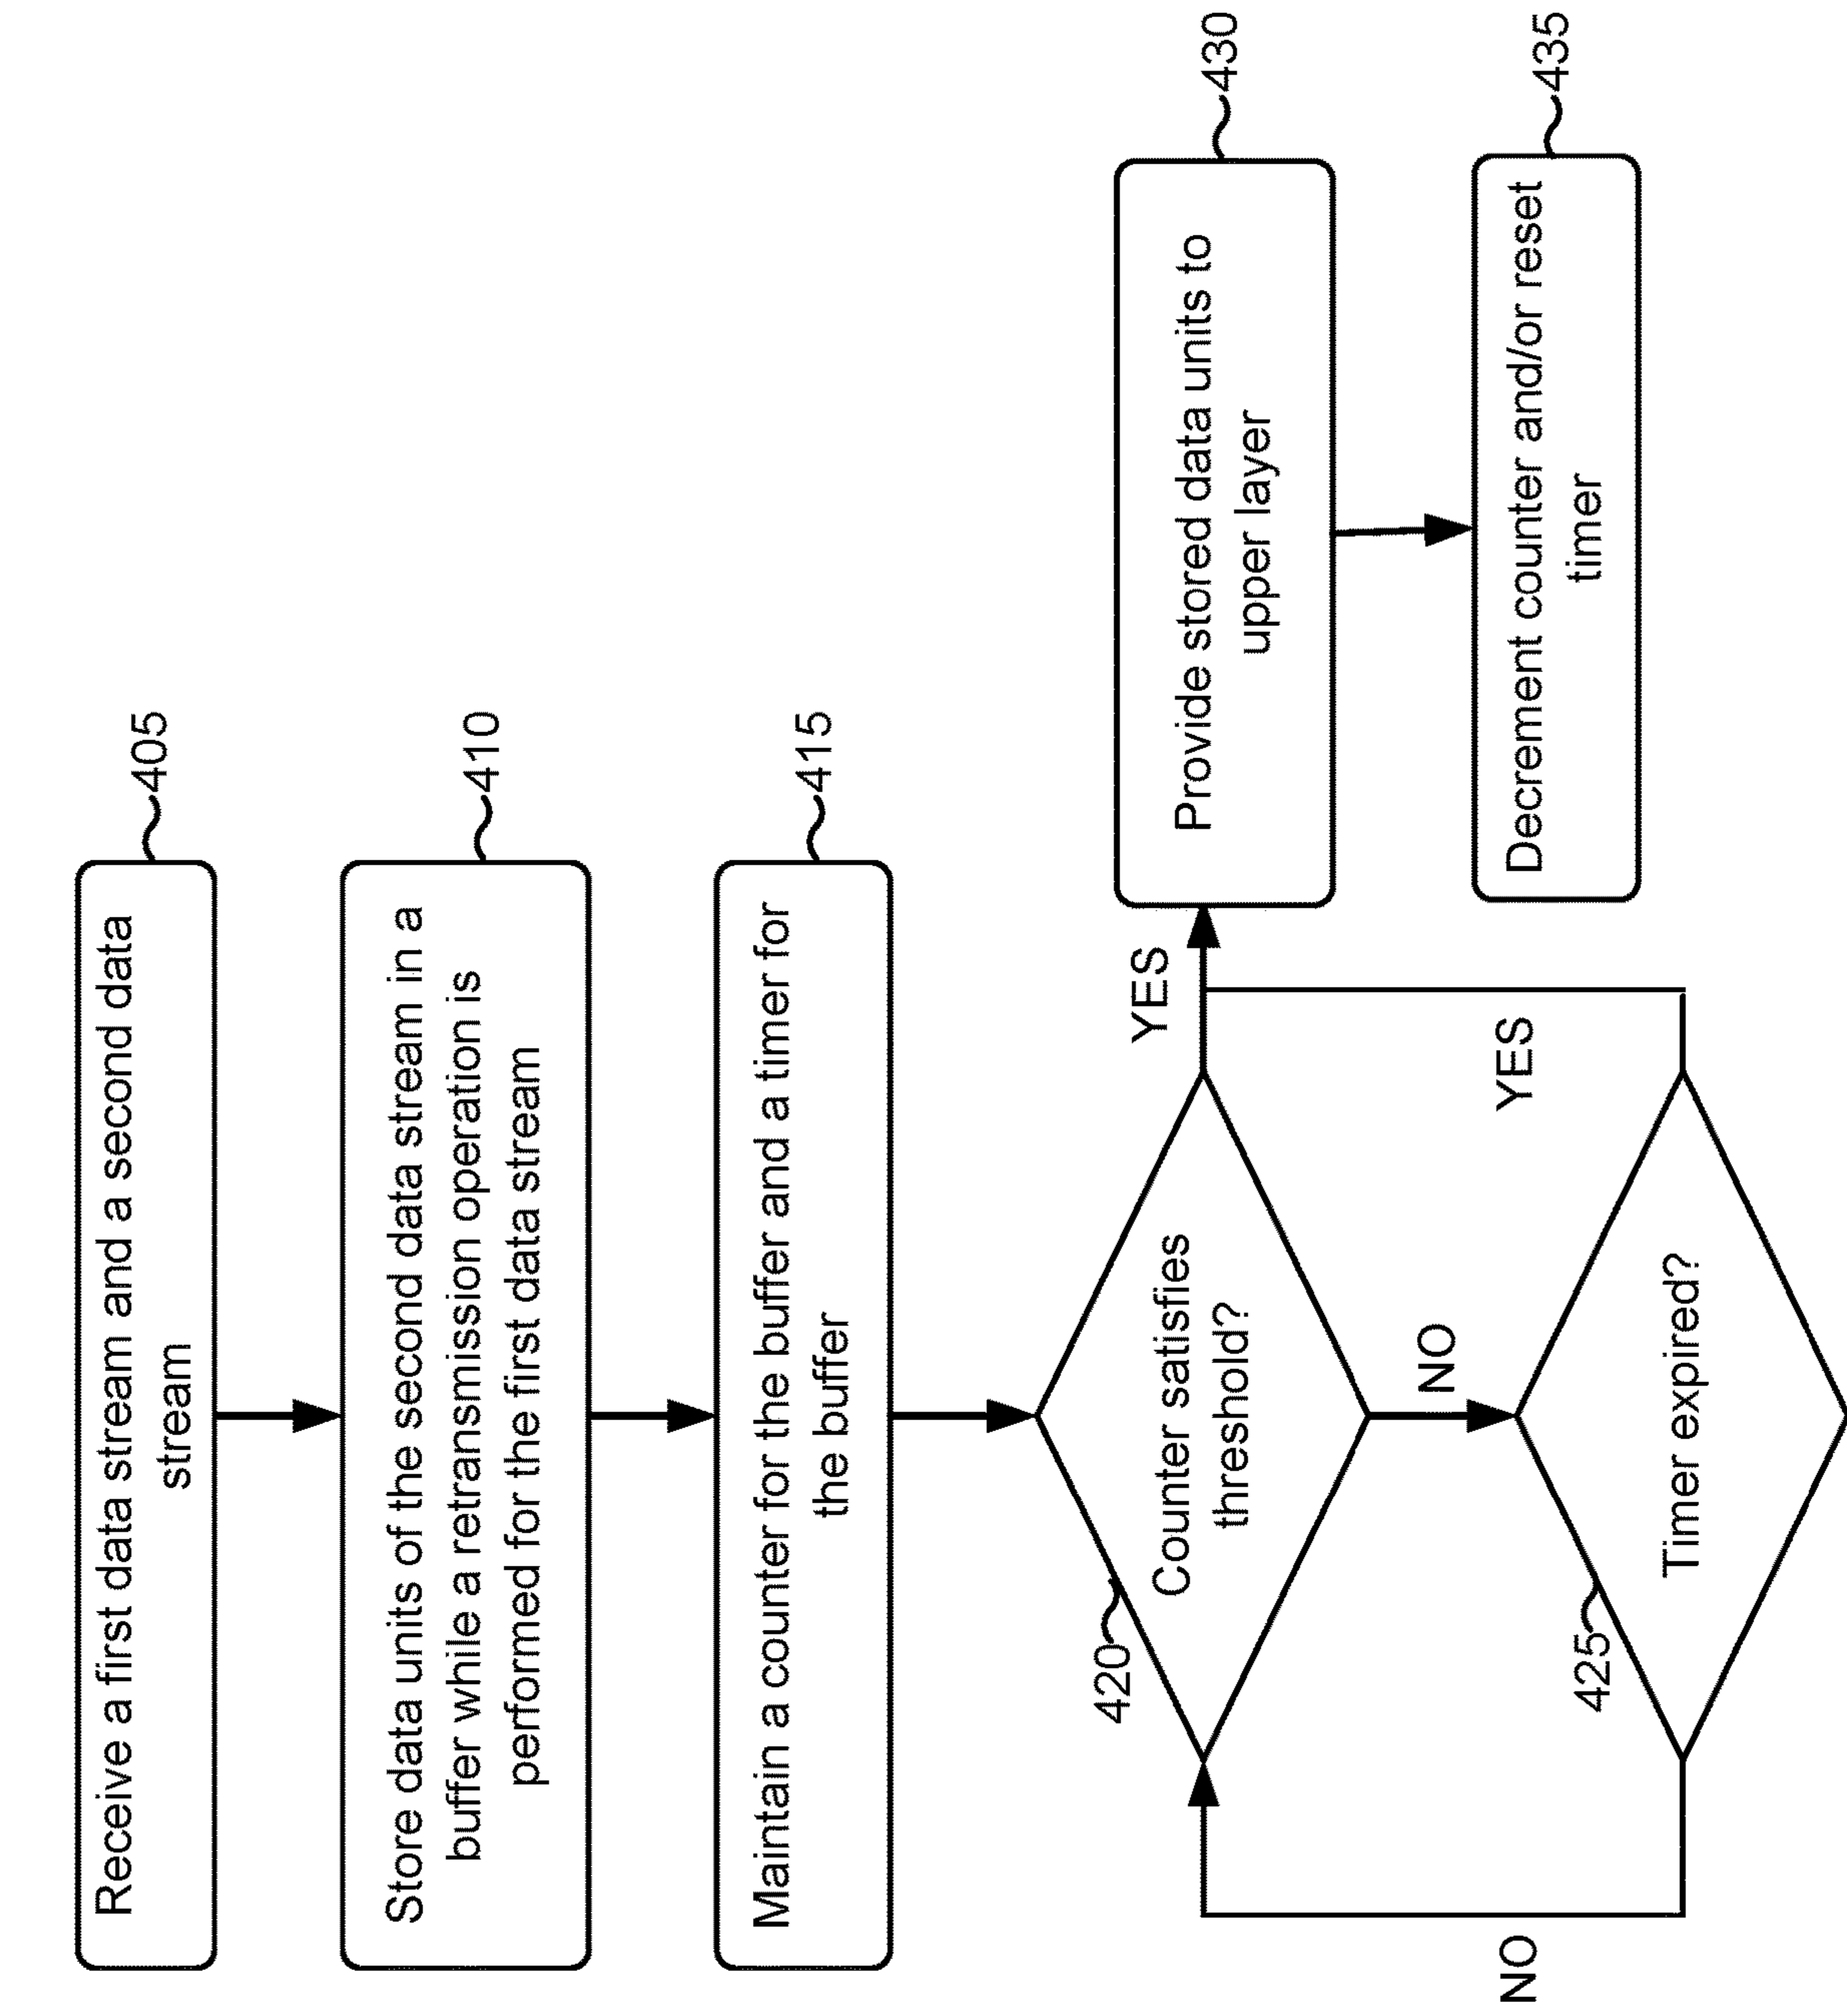 Receive a first data stream and a second data
stream
405
Store data units of the second data stream in a
buffer while a retransmission operation is
performed for the first data stream
410
Maintain a counter for the buffer and a timer for
the buffer
415
420
Counter satisfies
threshold?
YES
Provide stored data units to
upper layer
430
NO
425
Timer expired?
YES
NO
Decrement counter and/or reset
timer
435